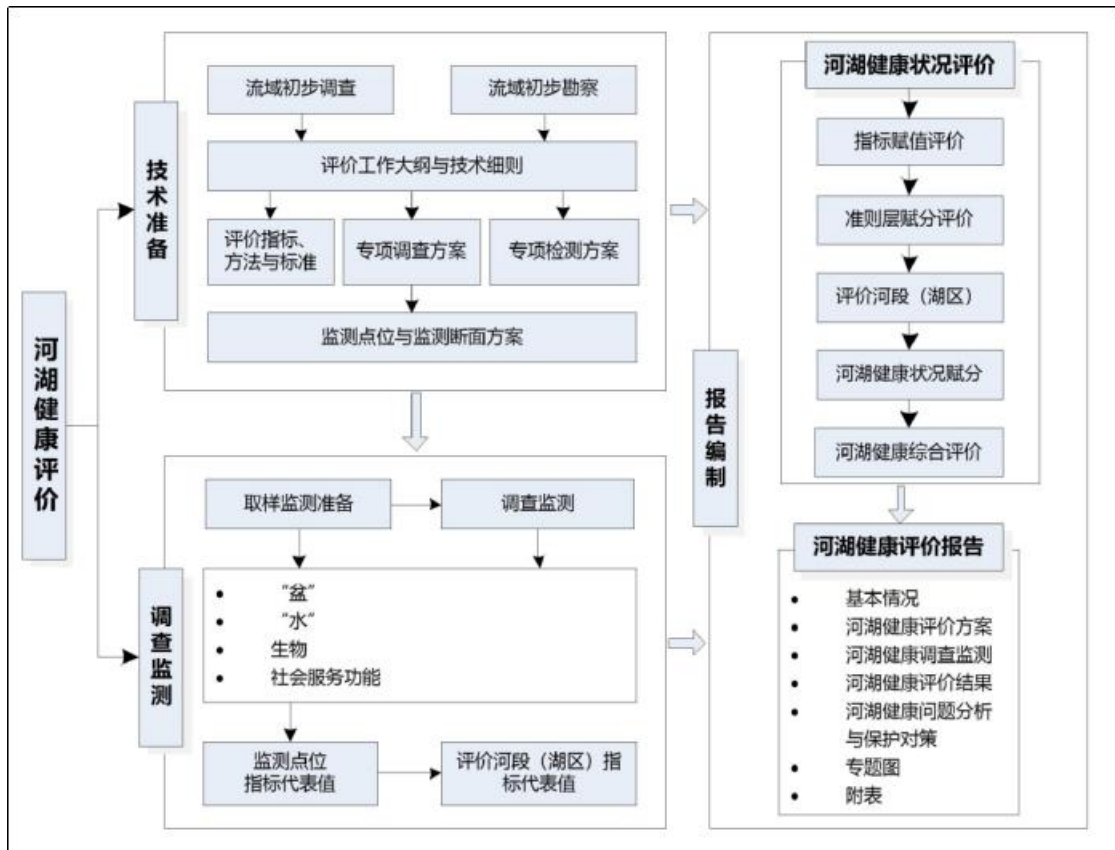 河湖健康评价
技术准备
流域初步调查
流域初步勘察
评价工作大纲与技术细则
评价指标、
方法与标准
专项调查方案
专项检测方案
监测点位与监测断面方案
调查监测
取样监测准备
调查监测
• “盆”
• “水”
• 生物
• 社会服务功能
监测点位
指标代表值
评价河段（湖区）指
标代表值
报告编制
河湖健康状况评价
指标赋值评价
准则层赋分评价
评价河段（湖区）
河湖健康状况赋分
河湖健康综合评价
河湖健康评价报告
• 基本情况
• 河湖健康评价方案
• 河湖健康调查监测
• 河湖健康评价结果
• 河湖健康问题分析
与保护对策
• 专题图
• 附表